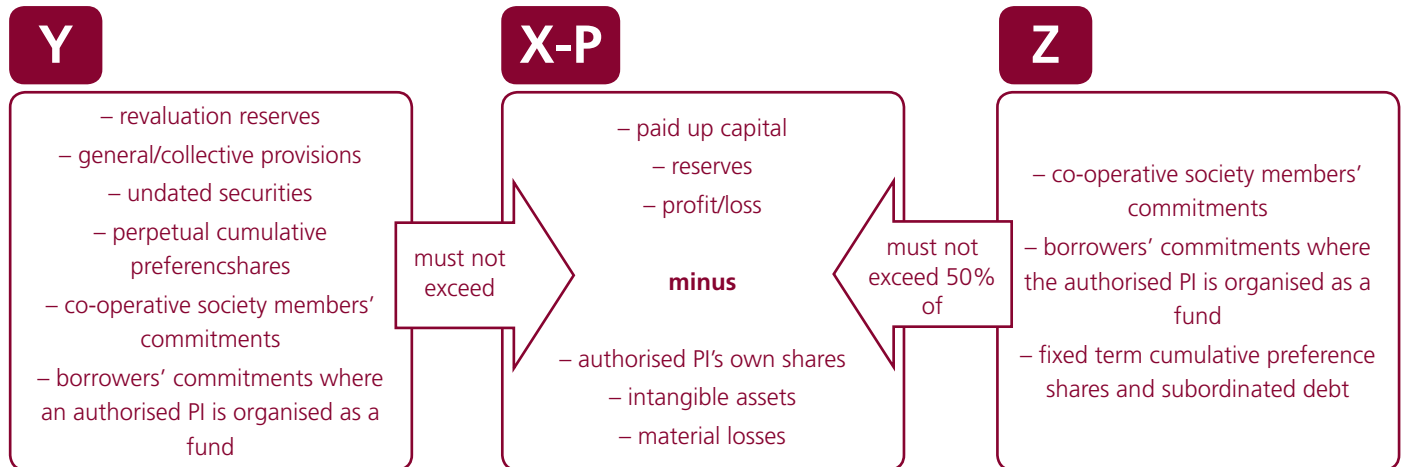 Y
– revaluation reserves
– general/collective provisions
– undated securities
– perpetual cumulative
preferencshares
– co-operative society members’
commitments
– borrowers’ commitments where
an authorised PI is organised as a
fund
must not
exceed
X-P
– paid up capital
– reserves
– profit/loss
minus
– authorised PI’s own shares
– intangible assets
– material losses
must not
exceed 50%
of
Z
– co-operative society members’
commitments
– borrowers’ commitments where
the authorised PI is organised as a
fund
– fixed term cumulative preference
shares and subordinated debt